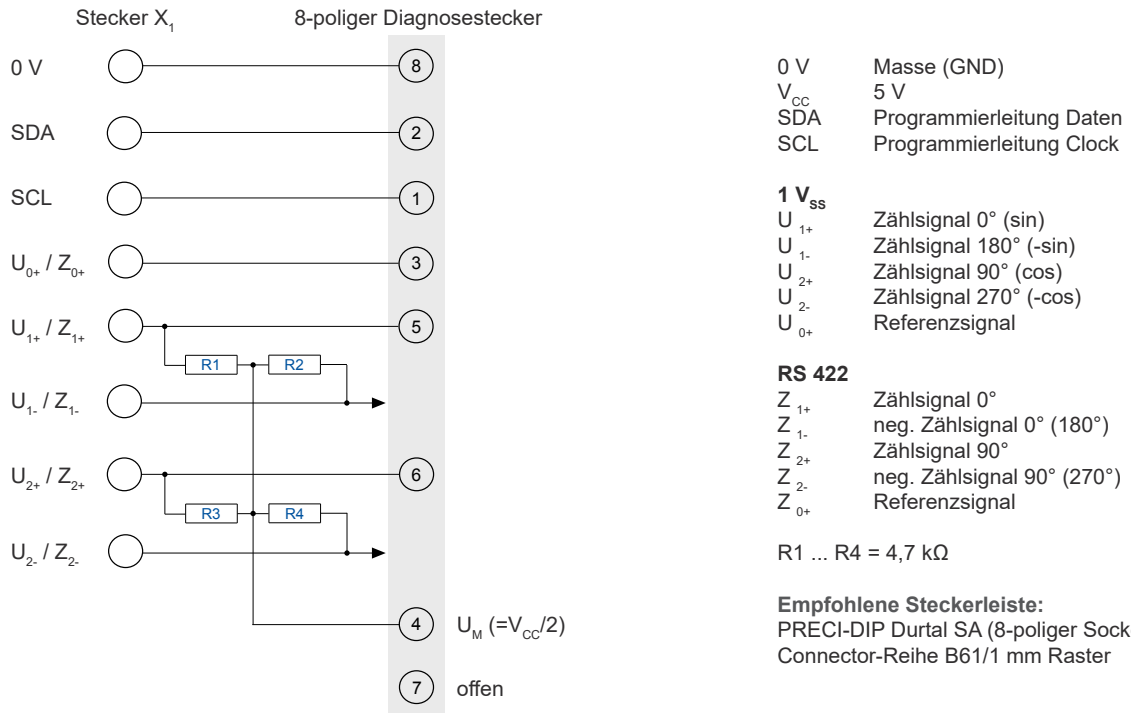 Stecker X1
8-poliger Diagnosestecker
0 V
8
SDA
2
SCL
1
U0+ / Z0+
3
U1+ / Z1+
5
R1
R2
U1- / Z1-
U2+ / Z2+
6
R3
R4
U2- / Z2-
4
UM (=VCC/2)
7
offen
0 V Masse (GND)
VCC 5 V
SDA Programmierleitung Daten
SCL Programmierleitung Clock
1 VSS
U 1+ Zählsignal 0° (sin)
U 1- Zählsignal 180° (-sin)
U 2+ Zählsignal 90° (cos)
U 2- Zählsignal 270° (-cos)
U 0+ Referenzsignal
RS 422
Z 1+ Zählsignal 0°
Z 1- neg. Zählsignal 0° (180°)
Z 2+ Zählsignal 90°
Z 2- neg. Zählsignal 90° (270°)
Z 0+ Referenzsignal
R1 ... R4 = 4,7 kΩ
Empfohlene Steckerleiste:
PRECI-DIP Durtal SA (8-poliger Sock
Connector-Reihe B61/1 mm Raster